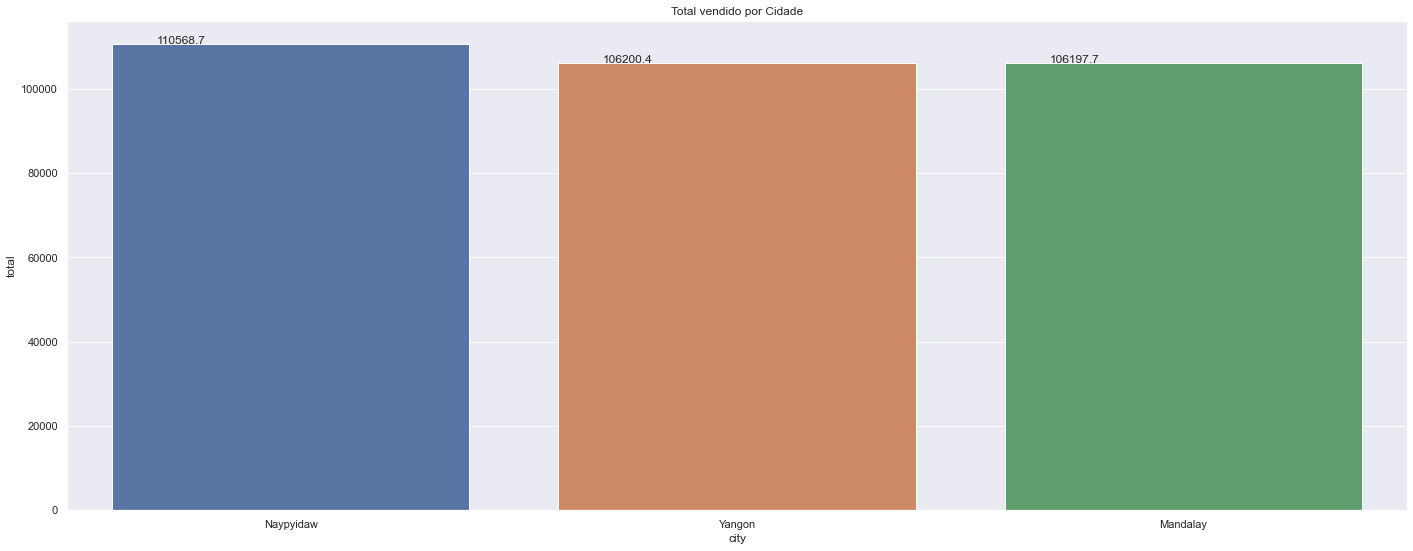 Total vendido por Cidade
110568.7
106200.4
106197.7
100000
80000
60000
40000
20000
0
total
Naypyidaw
Yangon
Mandalay
city